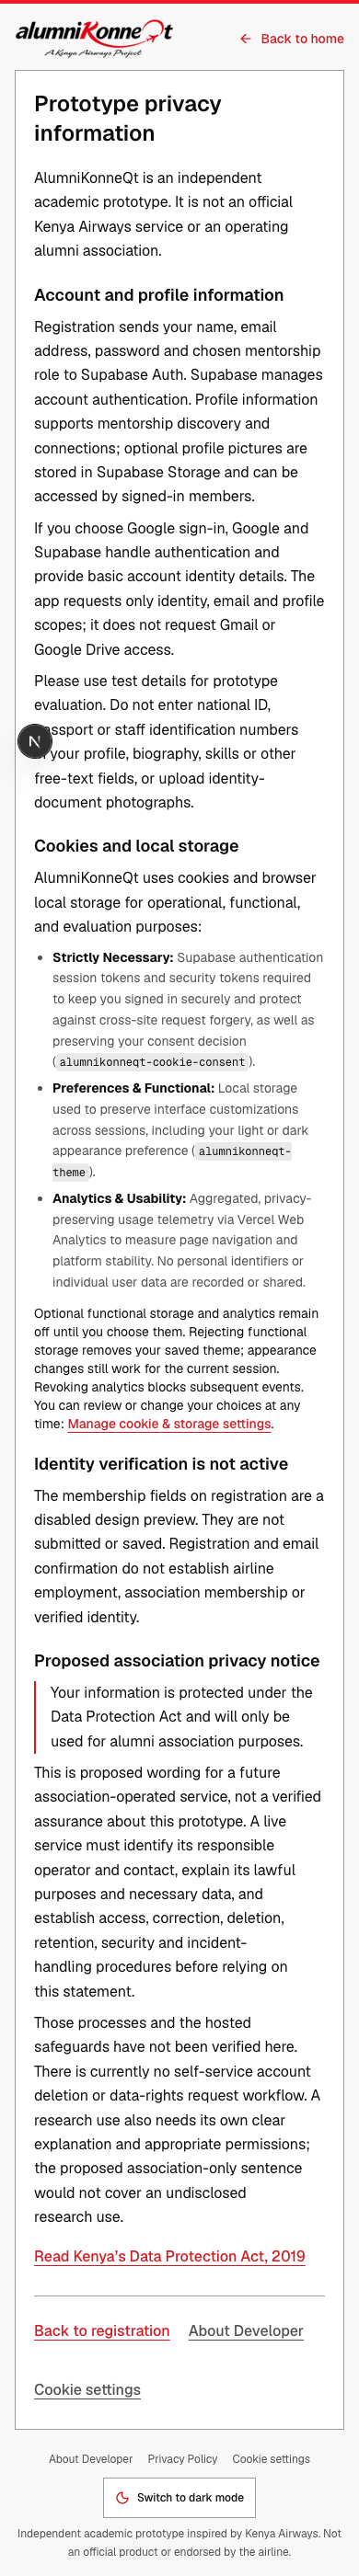 alumniKonneQt
A Kenya Airways Project
← Back to home
Prototype privacy
information
AlumniKonneQt is an independent
academic prototype. It is not an official
Kenya Airways service or an operating
alumni association.
Account and profile information
Registration sends your name, email
address, password and chosen mentorship
role to Supabase Auth. Supabase manages
account authentication. Profile information
supports mentorship discovery and
connections; optional profile pictures are
stored in Supabase Storage and can be
accessed by signed-in members.
If you choose Google sign-in, Google and
Supabase handle authentication and
provide basic account identity details. The
app requests only identity, email and profile
scopes; it does not request Gmail or
Google Drive access.
Please use test details for prototype
evaluation. Do not enter national ID,
or staff identification numbers
your profile, biography, skills or other
free-text fields, or upload identity-
document photographs.
Cookies and local storage
AlumniKonneQt uses cookies and browser
local storage for operational, functional,
and evaluation purposes:
• Strictly Necessary: Supabase authentication
session tokens and security tokens required
to keep you signed in securely and protect
against cross-site request forgery, as well as
preserving your consent decision
(alumnikonneqt-cookie-consent).
• Preferences & Functional: Local storage
used to preserve interface customizations
across sessions, including your light or dark
appearance preference (alumnikonneqt-
theme).
• Analytics & Usability: Aggregated, privacy-
preserving usage telemetry via Vercel Web
Analytics to measure page navigation and
platform stability. No personal identifiers or
individual user data are recorded or shared.
Optional functional storage and analytics remain
off until you choose them. Rejecting functional
storage removes your saved theme; appearance
changes still work for the current session.
Revoking analytics blocks subsequent events.
You can review or change your choices at any
time: Manage cookie & storage settings.
Identity verification is not active
The membership fields on registration are a
disabled design preview. They are not
submitted or saved. Registration and email
confirmation do not establish airline
employment, association membership or
verified identity.
Proposed association privacy notice
Your information is protected under the
Data Protection Act and will only be
used for alumni association purposes.
This is proposed wording for a future
association-operated service, not a verified
assurance about this prototype. A live
service must identify its responsible
operator and contact, explain its lawful
purposes and necessary data, and
establish access, correction, deletion,
retention, security and incident-
handling procedures before relying on
this statement.
Those processes and the hosted
safeguards have not been verified here.
There is currently no self-service account
deletion or data-rights request workflow. A
research use also needs its own clear
explanation and appropriate permissions;
the proposed association-only sentence
would not cover an undisclosed
research use.
Read Kenya's Data Protection Act, 2019
Back to registration About Developer
Cookie settings
About Developer Privacy Policy Cookie settings
Switch to dark mode
Independent academic prototype inspired by Kenya Airways. Not
an official product or endorsed by the airline.